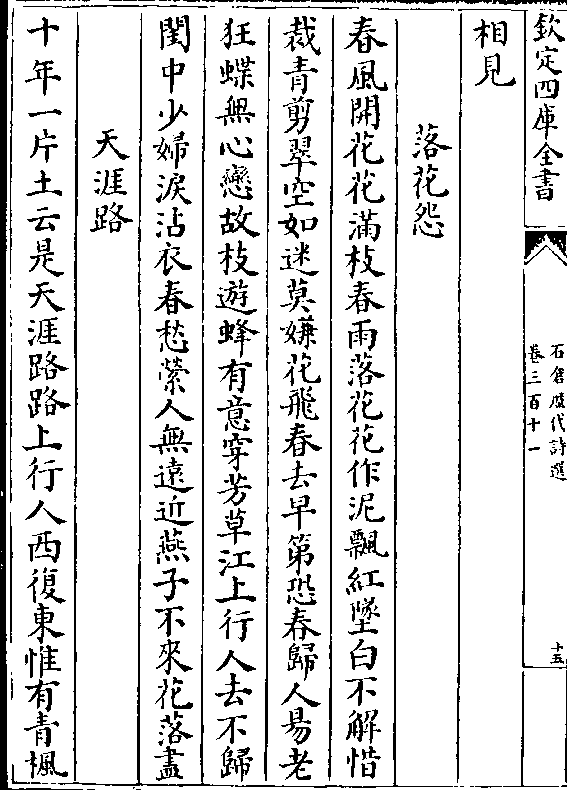 欽定四庫全書
石倉歷代詩選
卷三百十一
十五
相見
落花怨
春風開花花滿枝春雨落花花作泥飄紅墜白不解惜
裁青剪翠空如迷莫嫌花飛春去早第恐春歸人易老
狂蝶無心戀故枝遊蜂有意穿芳草江上行人去不歸
閨中少婦淚沾衣春愁縈人無遠近燕子不來花落盡
天涯路
十年一片土云是天涯路路上行人西復東惟有青楓